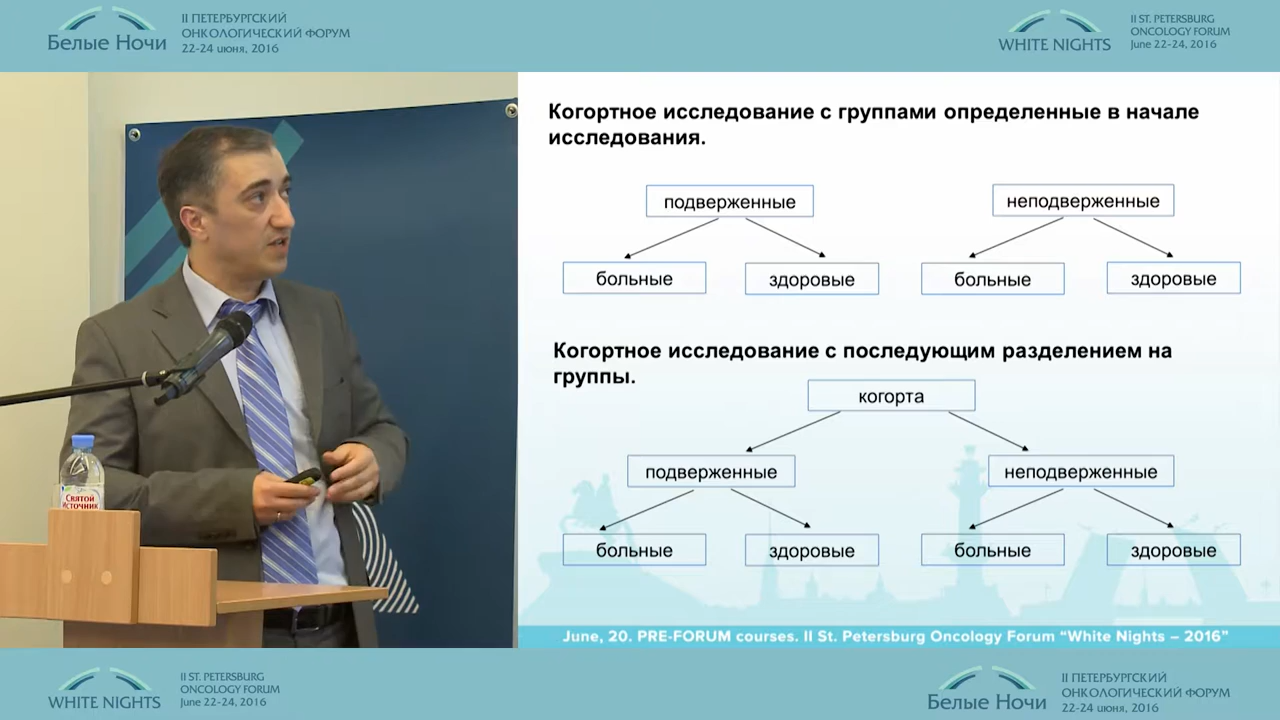 Белые Ночи
II ПЕТЕРБУРГСКИЙ
ОНКОЛОГИЧЕСКИЙ ФОРУМ
22-24 июня, 2016
WHITE NIGHTS
II ST. PETERSBURG
ONCOLOGY FORUM
June 22-24, 2016
Когортное исследование с группами определенные в начале
исследования.
подверженные
неподверженные
больные
здоровые
больные
здоровые
Когортное исследование с последующим разделением на
группы.
когорта
подверженные
неподверженные
больные
здоровые
больные
здоровые
June, 20. PRE-FORUM courses. II St. Petersburg Oncology Forum “White Nights – 2016”
Святой
Источник
WHITE NIGHTS
II ST. PETERSBURG
ONCOLOGY FORUM
June 22-24, 2016
Белые Ночи
II ПЕТЕРБУРГСКИЙ
ОНКОЛОГИЧЕСКИЙ ФОРУМ
22-24 июня, 2016